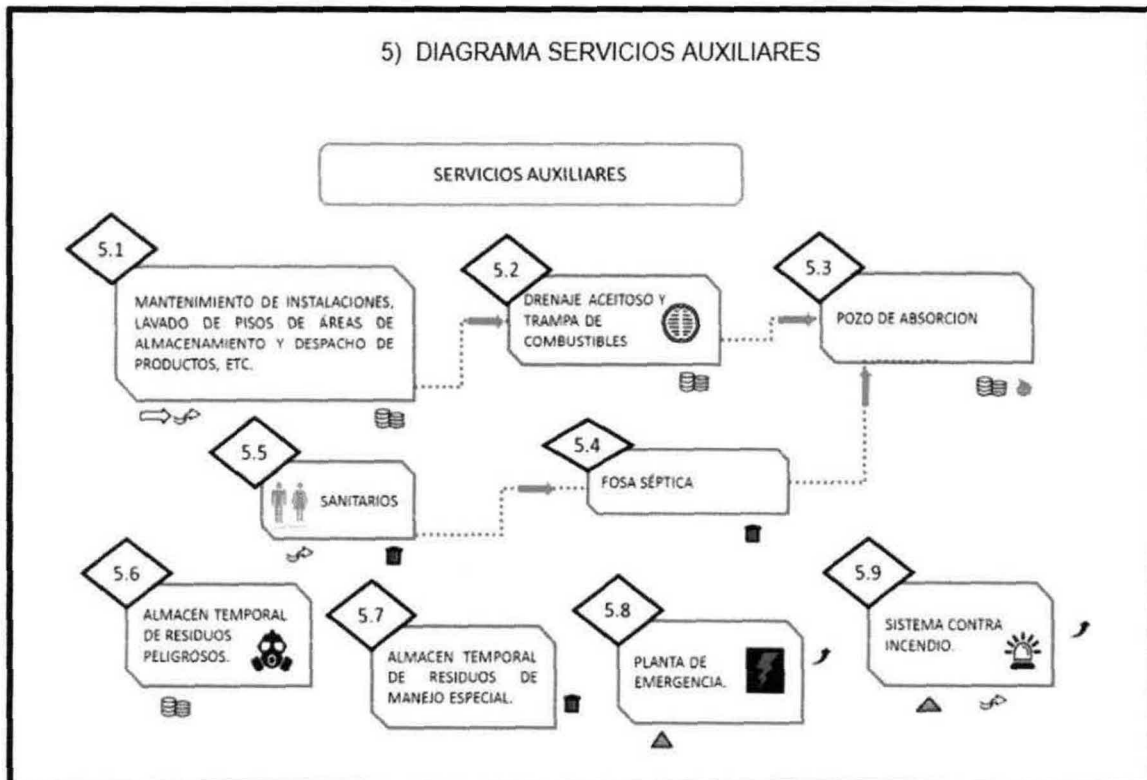 5) DIAGRAMA SERVICIOS AUXILIARES
SERVICIOS AUXILIARES
5.1
MANTENIMIENTO DE INSTALACIONES,
LAVADO DE PISOS DE ÁREAS DE
ALMACENAMIENTO Y DESPACHO DE
PRODUCTOS, ETC.
5.2
DRENAJE ACEITOSO Y
TRAMPA DE
COMBUSTIBLES
5.3
POZO DE ABSORCION
5.5
SANITARIOS
5.4
FOSA SÉPTICA
5.6
ALMACEN TEMPORAL
DE RESIDUOS
PELIGROSOS.
5.7
ALMACEN TEMPORAL
DE RESIDUOS DE
MANEJO ESPECIAL.
5.8
PLANTA DE
EMERGENCIA.
5.9
SISTEMA CONTRA
INCENDIO.